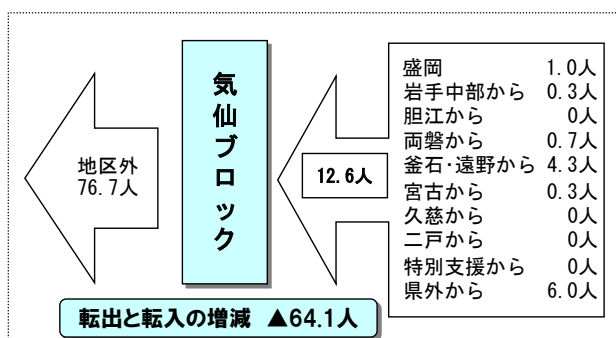 地区外
76.7人
気仙ブロック
12.6人
盛岡 1.0人
岩手中部から 0.3人
胆江から 0人
両磐から 0.7人
釜石・遠野から 4.3人
宮古から 0.3人
久慈から 0人
二戸から 0人
特別支援から 0人
県外から 6.0人
転出と転入の増減 ▲64.1人